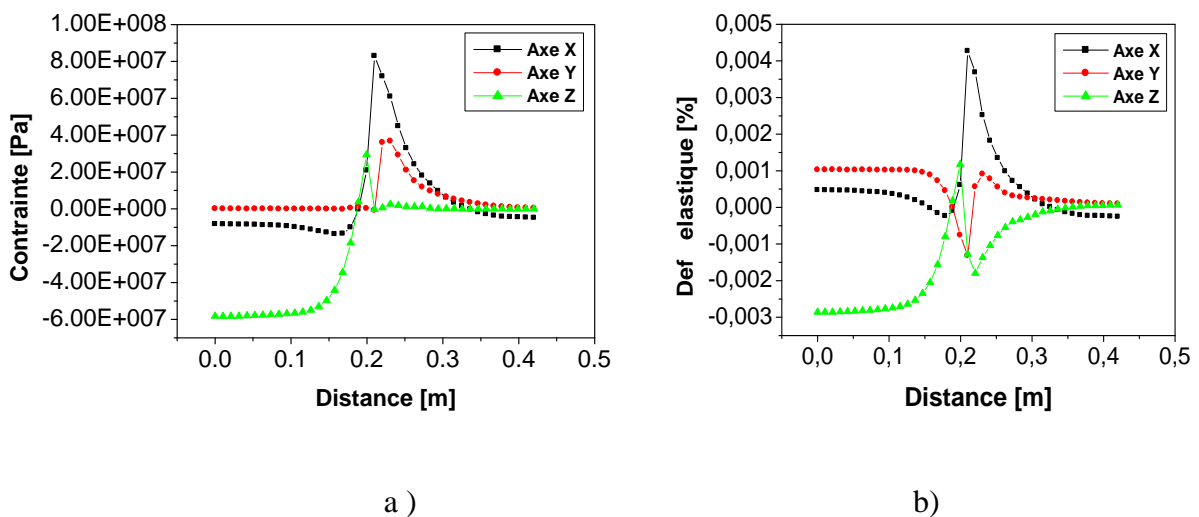 1.00E+008
8.00E+007
6.00E+007
4.00E+007
2.00E+007
0.00E+000
-2.00E+007
-4.00E+007
-6.00E+007
Contrainte [Pa]
Axe X
Axe Y
Axe Z
0.0
0.1
0.2
0.3
0.4
0.5
Distance [m]
a )
0,005
0,004
0,003
0,002
0,001
0,000
-0,001
-0,002
-0,003
Def elastique [%]
Axe X
Axe Y
Axe Z
0,0
0,1
0,2
0,3
0,4
0,5
Distance [m]
b)